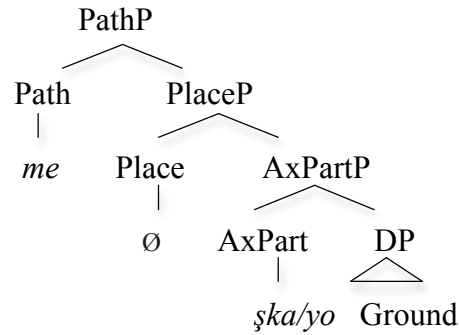 PathP
Path PlaceP
me Place AxPartP
Ø AxPart DP
şka/yo Ground